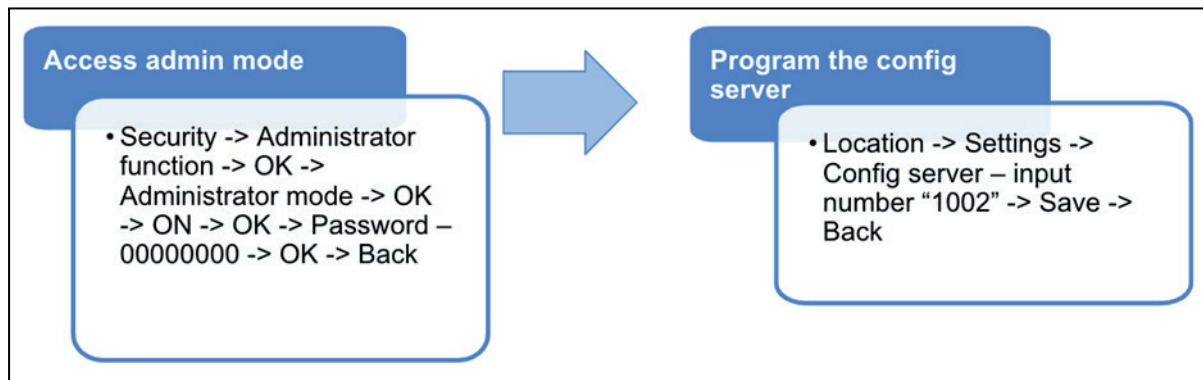 Access admin mode
• Security -> Administrator
function -> OK ->
Administrator mode -> OK
-> ON -> OK -> Password –
00000000 -> OK -> Back
Program the config
server
• Location -> Settings ->
Config server – input
number “1002” -> Save ->
Back